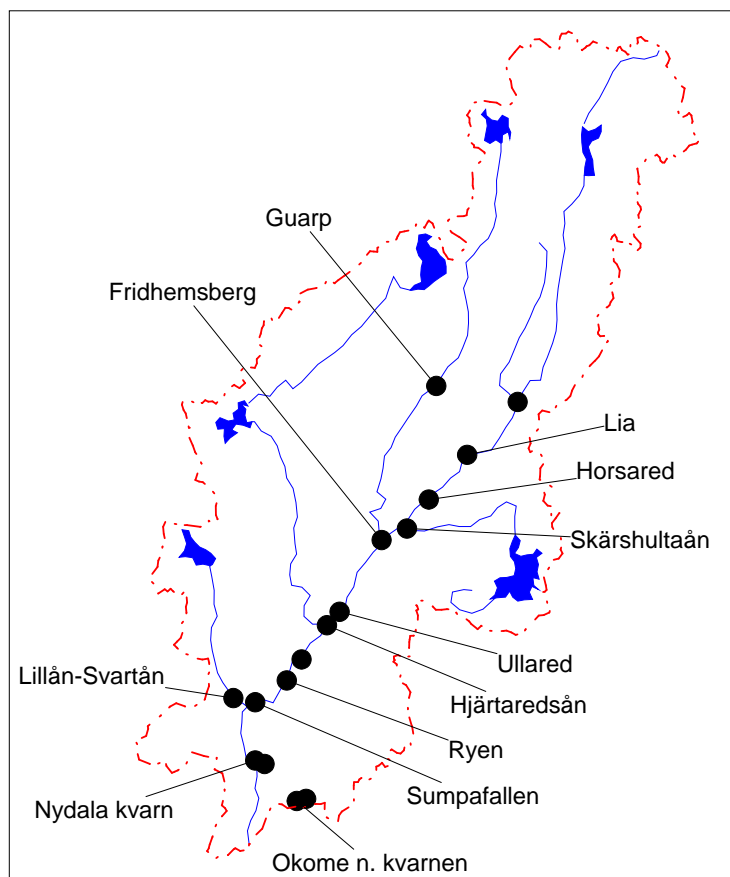 Guarp
Fridhemsberg
Lia
Horsared
Skärshultaån
Ullared
Lillån-Svartån
Hjärtaredsån
Ryen
Sumpafallen
Nydala kvarn
Okome n. kvarnen